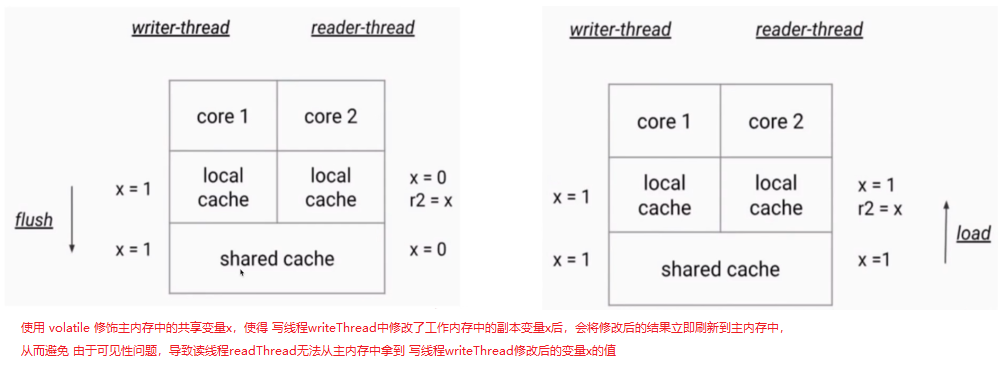 writer-thread reader-thread
core 1 core 2
local cache local cache
x = 1
x = 0
r2 = x
flush
x = 1
shared cache
x = 0
writer-thread reader-thread
core 1 core 2
local cache local cache
x = 1
x = 1
r2 = x
load
x = 1
shared cache
x =1
使用 volatile 修饰主内存中的共享变量x，使得 写线程writeThread中修改了工作内存中的副本变量x后，会将修改后的结果立即刷新到主内存中，
从而避免 由于可见性问题，导致读线程readThread无法从主内存中拿到 写线程writeThread修改后的变量x的值